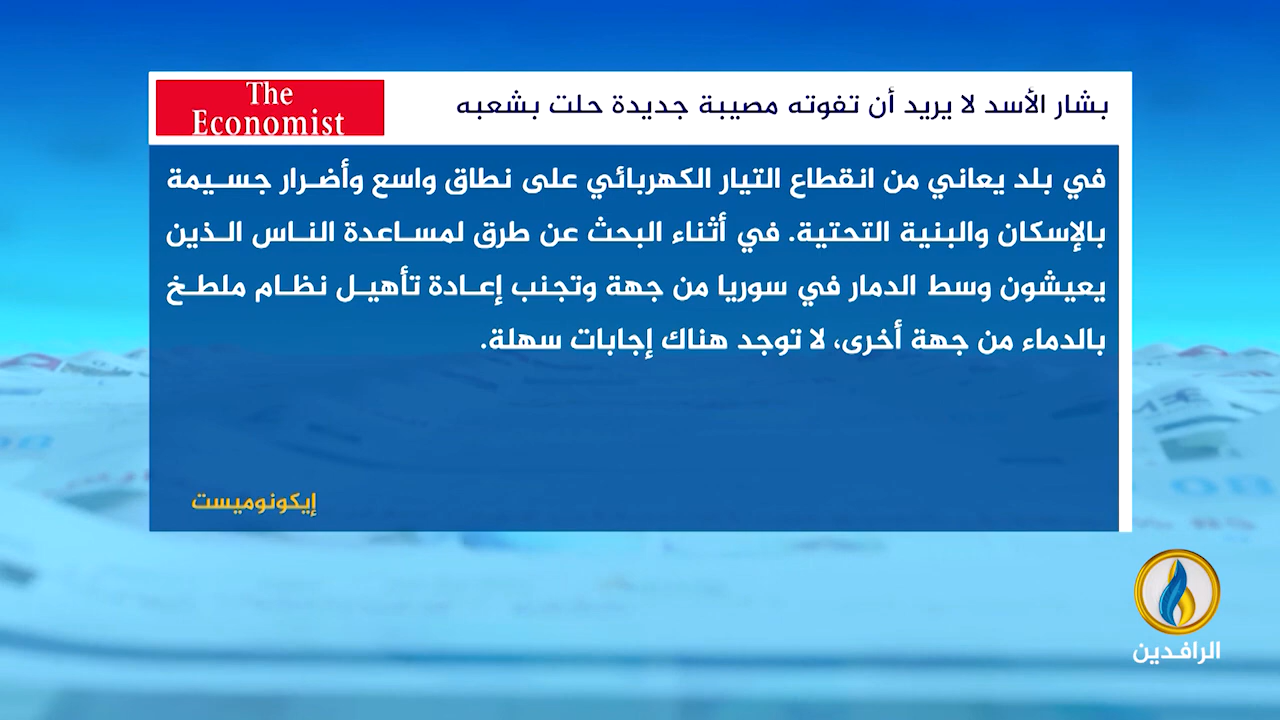 The
Economist
بشار الأسد لا يريد أن تفوته مصيبة جديدة حلت بشعبه
في بلد يعاني من انقطاع التيار الكهربائي على نطاق واسع وأضرار جسيمة
بالإسكان والبنية التحتية. في أثناء البحث عن طرق لمساعدة الناس الذين
يعيشون وسط الدمار في سوريا من جهة وتجنب إعادة تأهيل نظام ملطخ
بالدماء من جهة أخرى، لا توجد هناك إجابات سهلة.
إيكونوميست
الرافدين